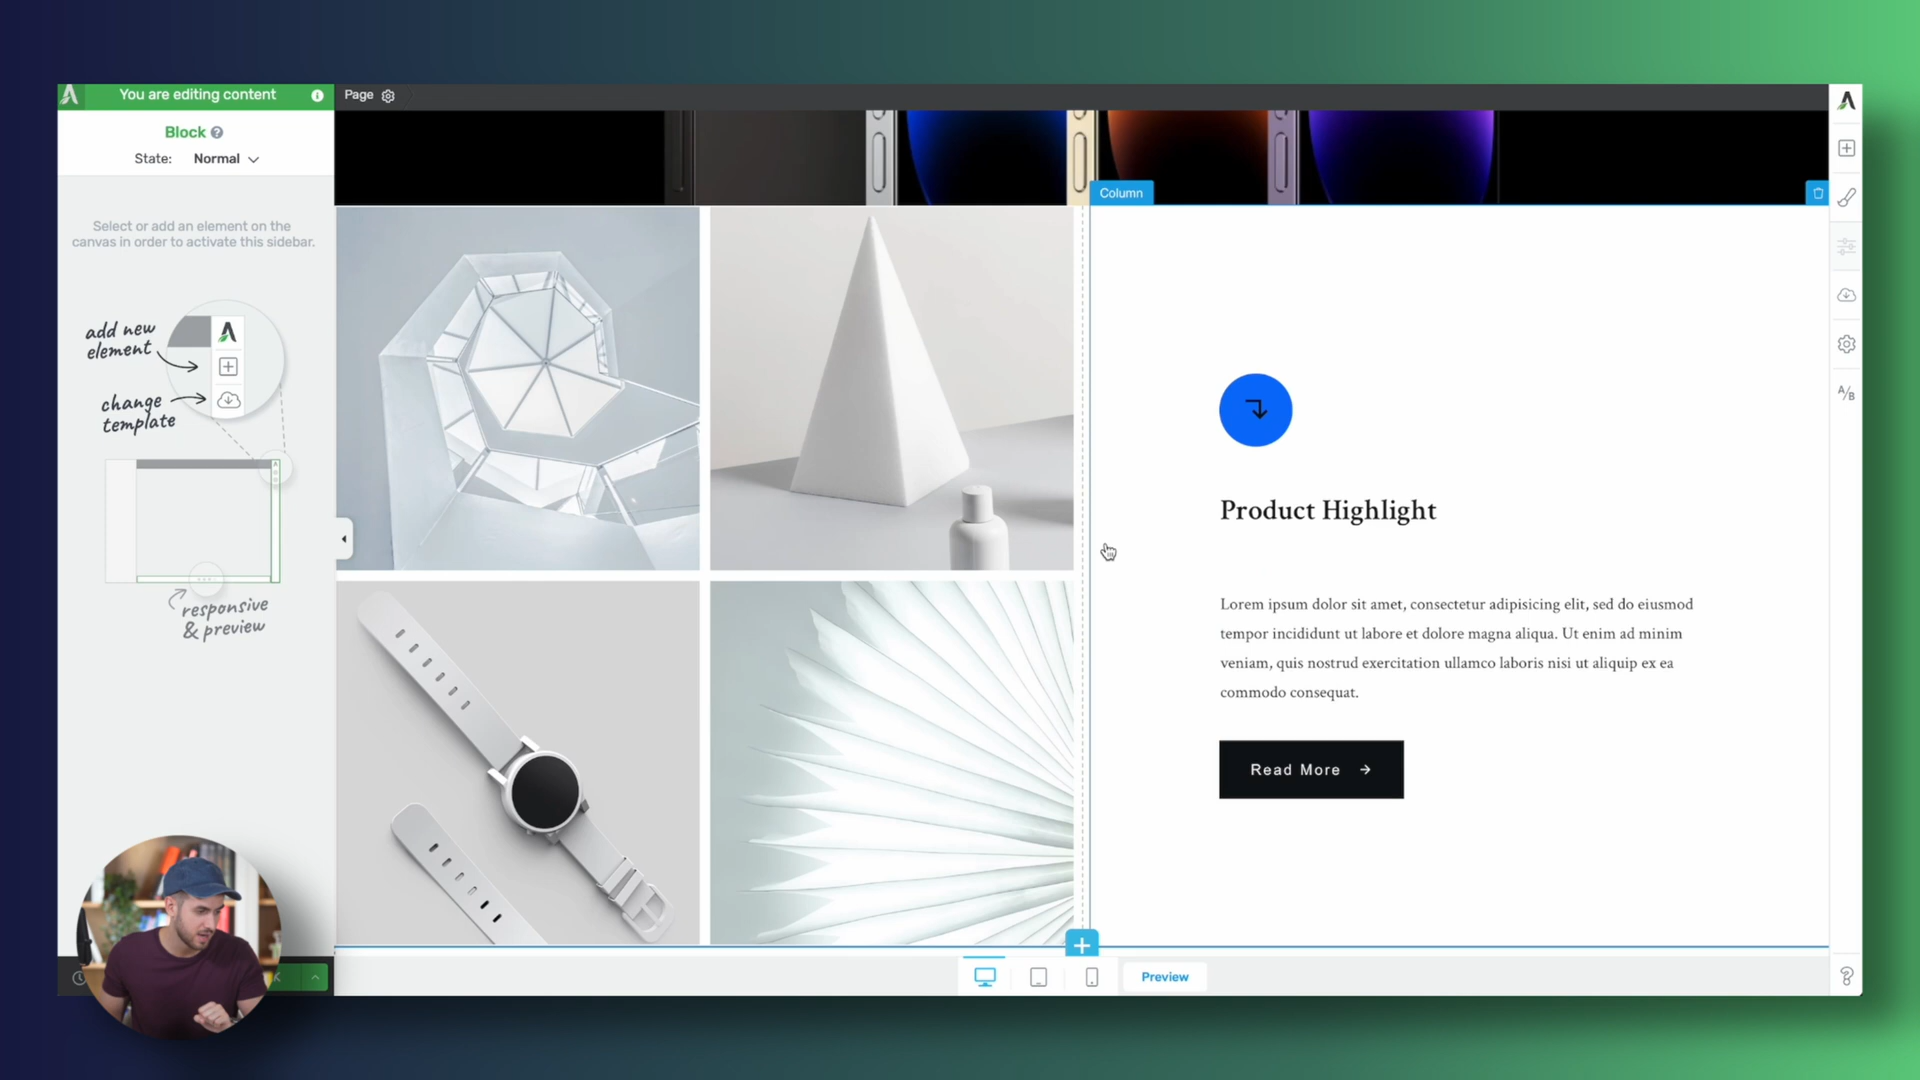 You are editing content
Page
Block
State: Normal
Select or add an element on the
canvas in order to activate this sidebar.
add new
element
change
template
responsive
& preview
Column
Product Highlight
Lorem ipsum dolor sit amet, consectetur adipisicing elit, sed do eiusmod
tempor incididunt ut labore et dolore magna aliqua. Ut enim ad minim
veniam, quis nostrud exercitation ullamco laboris nisi ut aliquip ex ea
commodo consequat.
Read More
A/B
Preview